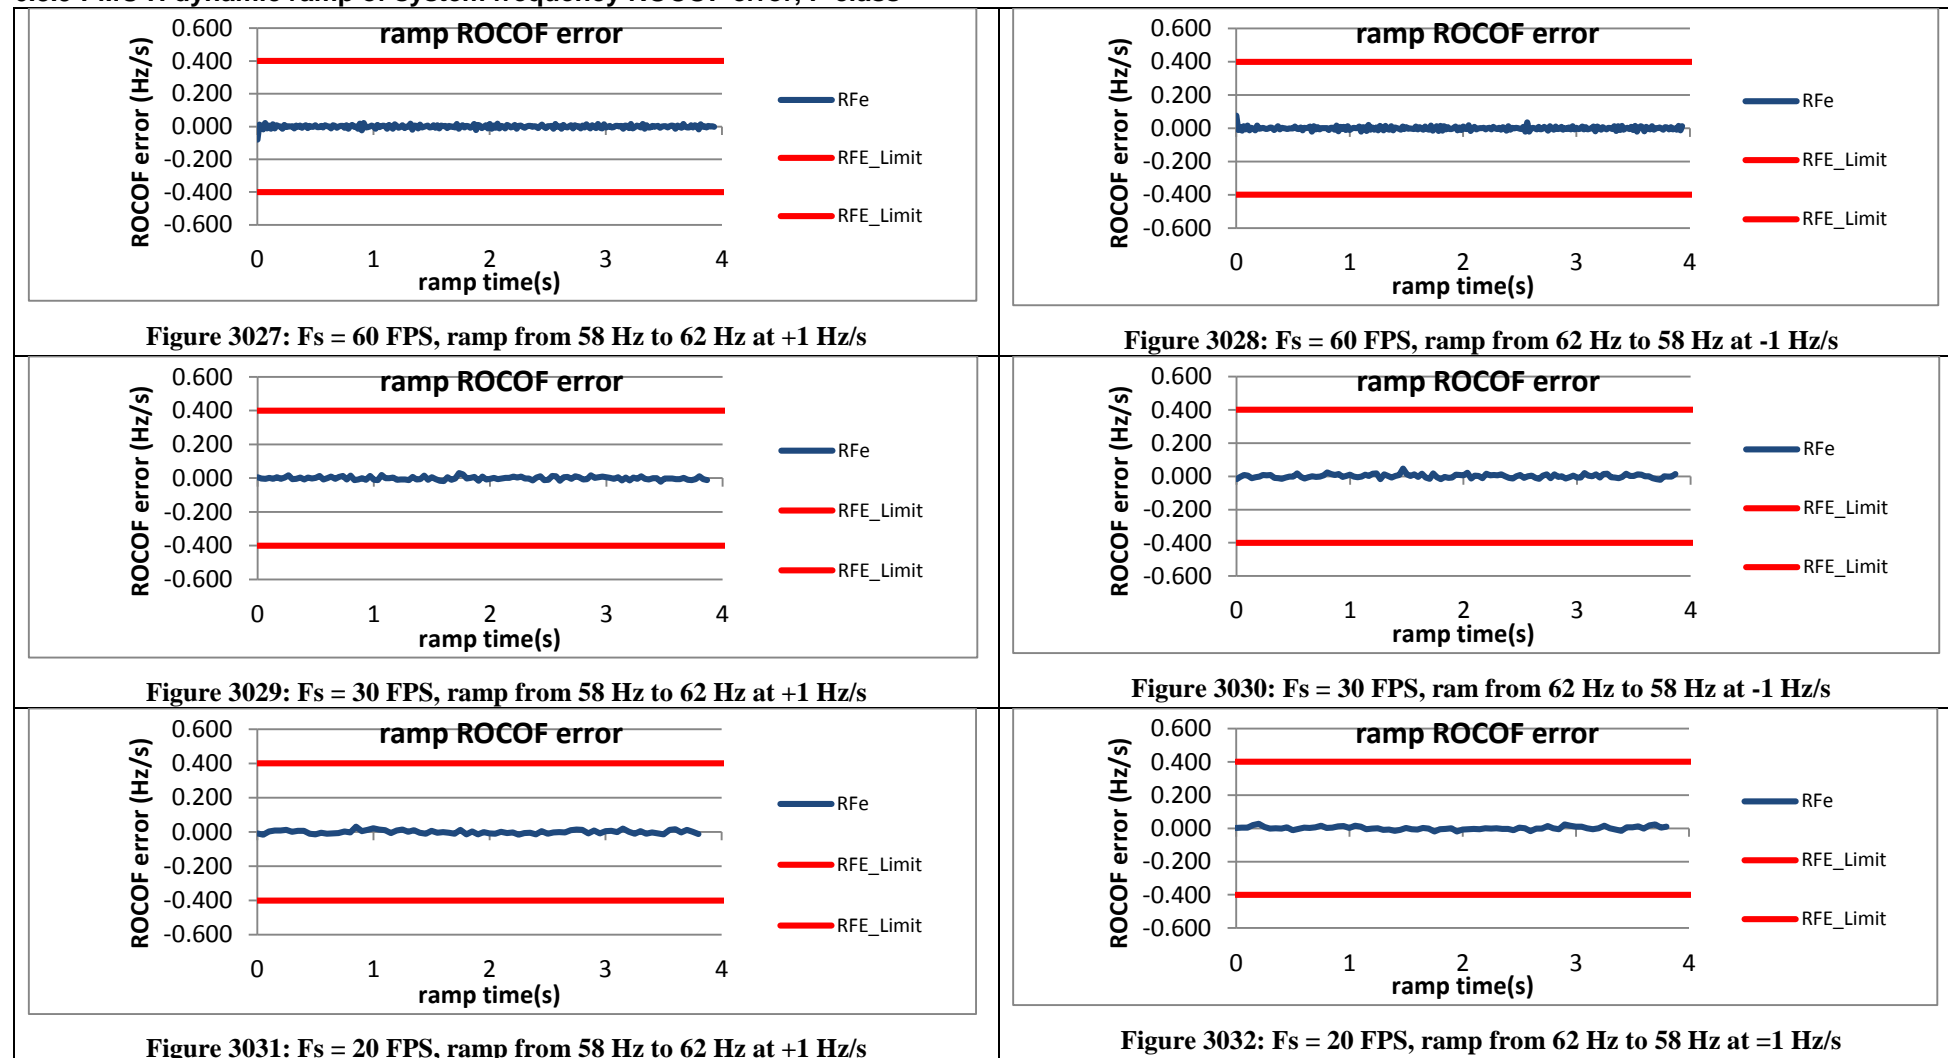 ramp ROCOF error
ROCOF error (Hz/s)
0.600
0.400
0.200
0.000
-0.200
-0.400
-0.600
0 1 2 3 4
ramp time(s)
RFe
RFE_Limit
RFE_Limit
Figure 3027: Fs = 60 FPS, ramp from 58 Hz to 62 Hz at +1 Hz/s
ramp ROCOF error
ROCOF error (Hz/s)
0.600
0.400
0.200
0.000
-0.200
-0.400
-0.600
0 1 2 3 4
ramp time(s)
RFe
RFE_Limit
RFE_Limit
Figure 3028: Fs = 60 FPS, ramp from 62 Hz to 58 Hz at -1 Hz/s
ramp ROCOF error
ROCOF error (Hz/s)
0.600
0.400
0.200
0.000
-0.200
-0.400
-0.600
0 1 2 3 4
ramp time(s)
RFe
RFE_Limit
RFE_Limit
Figure 3029: Fs = 30 FPS, ramp from 58 Hz to 62 Hz at +1 Hz/s
ramp ROCOF error
ROCOF error (Hz/s)
0.600
0.400
0.200
0.000
-0.200
-0.400
-0.600
0 1 2 3 4
ramp time(s)
RFe
RFE_Limit
RFE_Limit
Figure 3030: Fs = 30 FPS, ram from 62 Hz to 58 Hz at -1 Hz/s
ramp ROCOF error
ROCOF error (Hz/s)
0.600
0.400
0.200
0.000
-0.200
-0.400
-0.600
0 1 2 3 4
ramp time(s)
RFe
RFE_Limit
RFE_Limit
Figure 3031: Fs = 20 FPS, ramp from 58 Hz to 62 Hz at +1 Hz/s
ramp ROCOF error
ROCOF error (Hz/s)
0.600
0.400
0.200
0.000
-0.200
-0.400
-0.600
0 1 2 3 4
ramp time(s)
RFe
RFE_Limit
RFE_Limit
Figure 3032: Fs = 20 FPS, ramp from 62 Hz to 58 Hz at =1 Hz/s